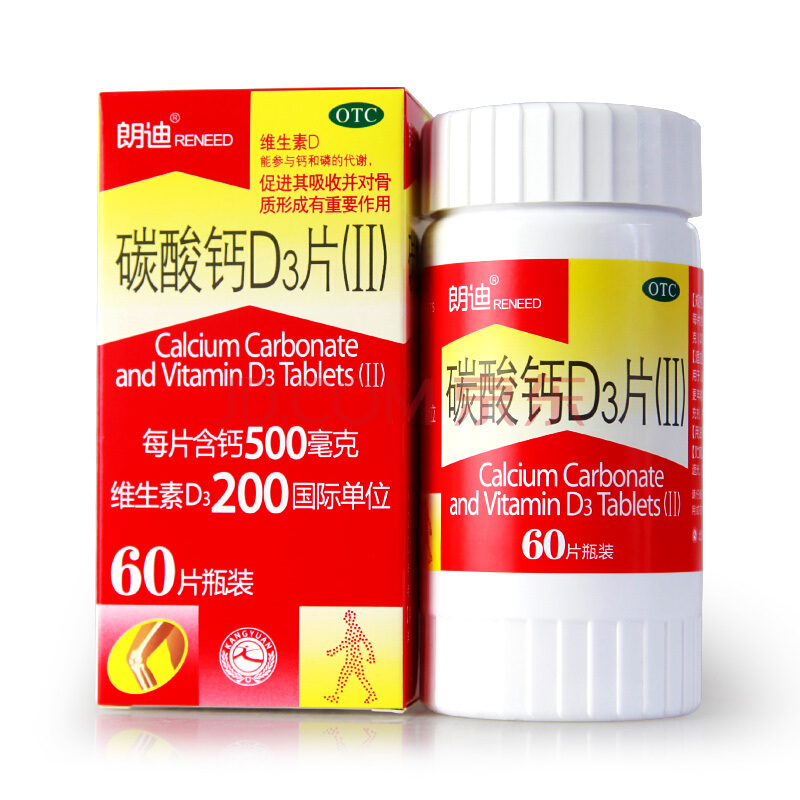 朗迪® RENEED
OTC
维生素D
能参与钙和磷的代谢,
促进其吸收并对骨
质形成有重要作用
碳酸钙D3片(II)
Calcium Carbonate
and Vitamin D3 Tablets (II)
每片含钙500毫克
维生素D3 200国际单位
60片瓶装
KANGYUAN
朗迪® RENEED
OTC
碳酸钙D3片(II)
Calcium Carbonate
and Vitamin D3 Tablets (II)
60片瓶装
JD.COM 京东